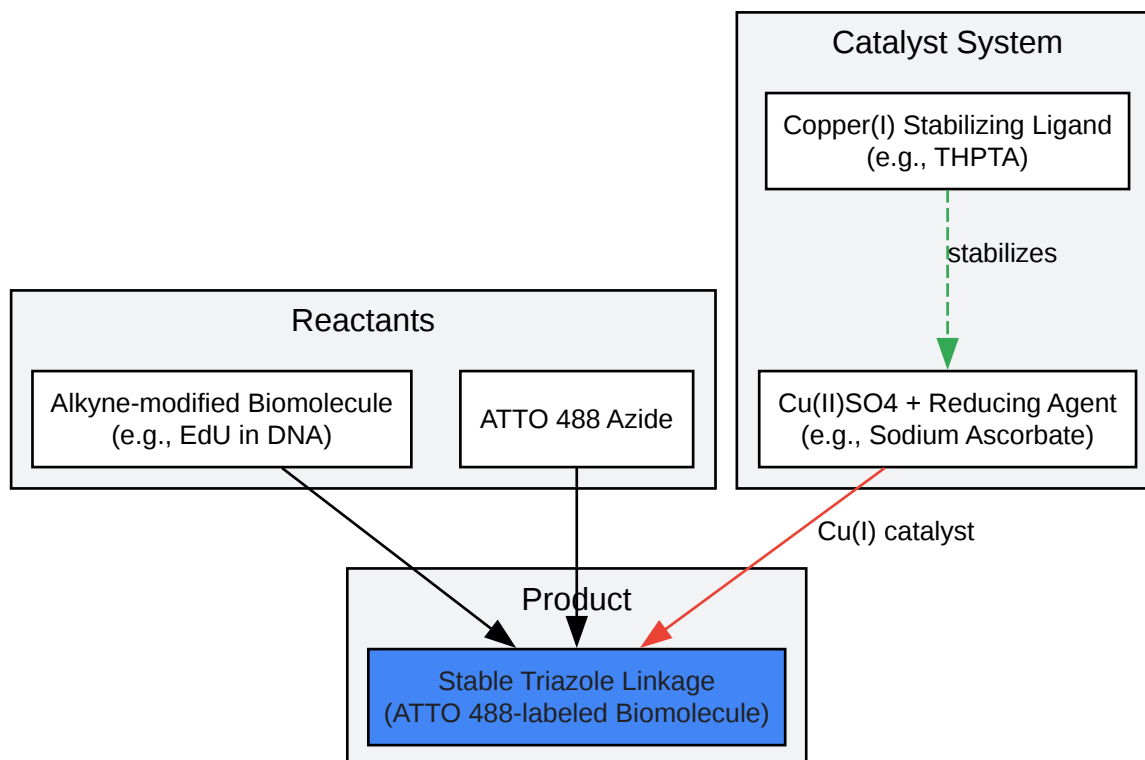 Catalyst System
Copper(I) Stabilizing Ligand
(e.g., THPTA)
stabilizes
Reactants
Alkyne-modified Biomolecule
(e.g., EdU in DNA)
ATTO 488 Azide
Cu(II)SO4 + Reducing Agent
(e.g., Sodium Ascorbate)
Cu(I) catalyst
Product
Stable Triazole Linkage
(ATTO 488-labeled Biomolecule)